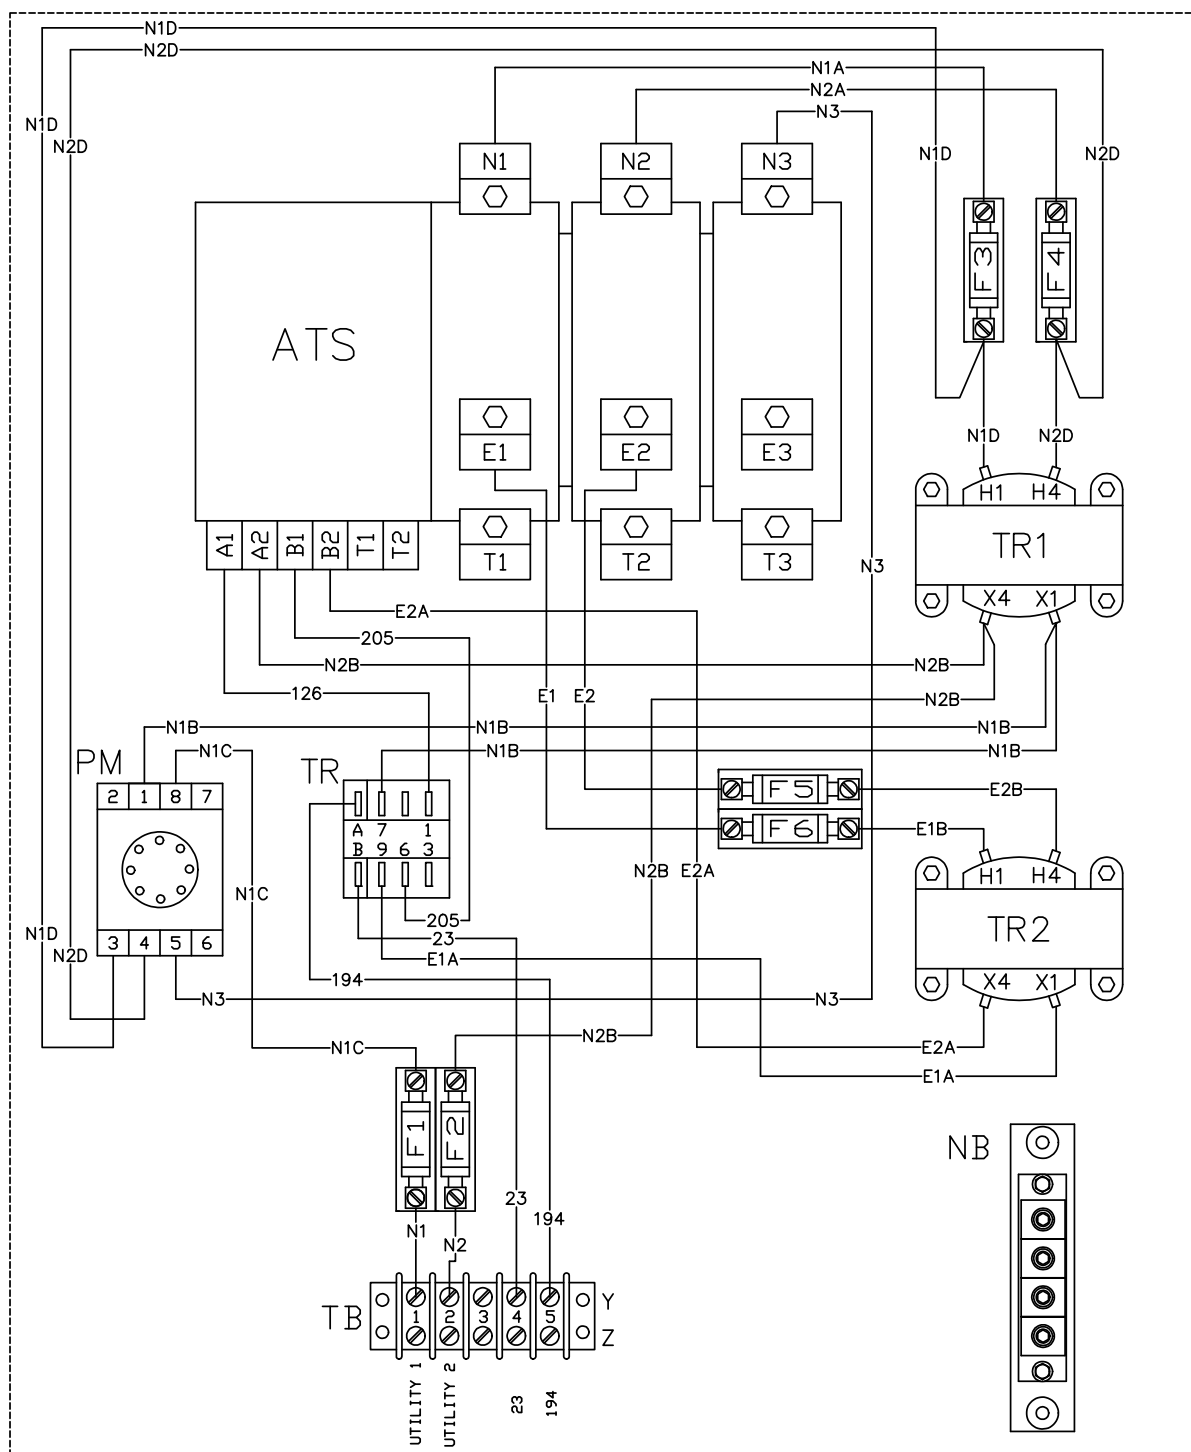 N1D
N2D
N1A
N2A
N3
N1D
N2D
N1D
N2D
N1
N2
N3
F3
F4
ATS
E1
E2
E3
N1D
N2D
H1
H4
A1
A2
B1
B2
T1
T2
T1
T2
T3
TR1
N3
X4
X1
E2A
205
N2B
N2B
126
E1
E2
N2B
N1B
N1B
N1B
PM
N1C
N1B
N1B
TR
2
1
8
7
F5
E2B
A
7
1
F6
E1B
B
9
6
3
N2B
E2A
H1
H4
N1C
205
TR2
N1D
3
4
5
6
23
N2D
E1A
194
X4
X1
N3
N3
N2B
N1C
E2A
E1A
F1
F2
NB
23
194
N1
N2
TB
1
2
3
4
5
Y
Z
UTILITY 1
UTILITY 2
23
194